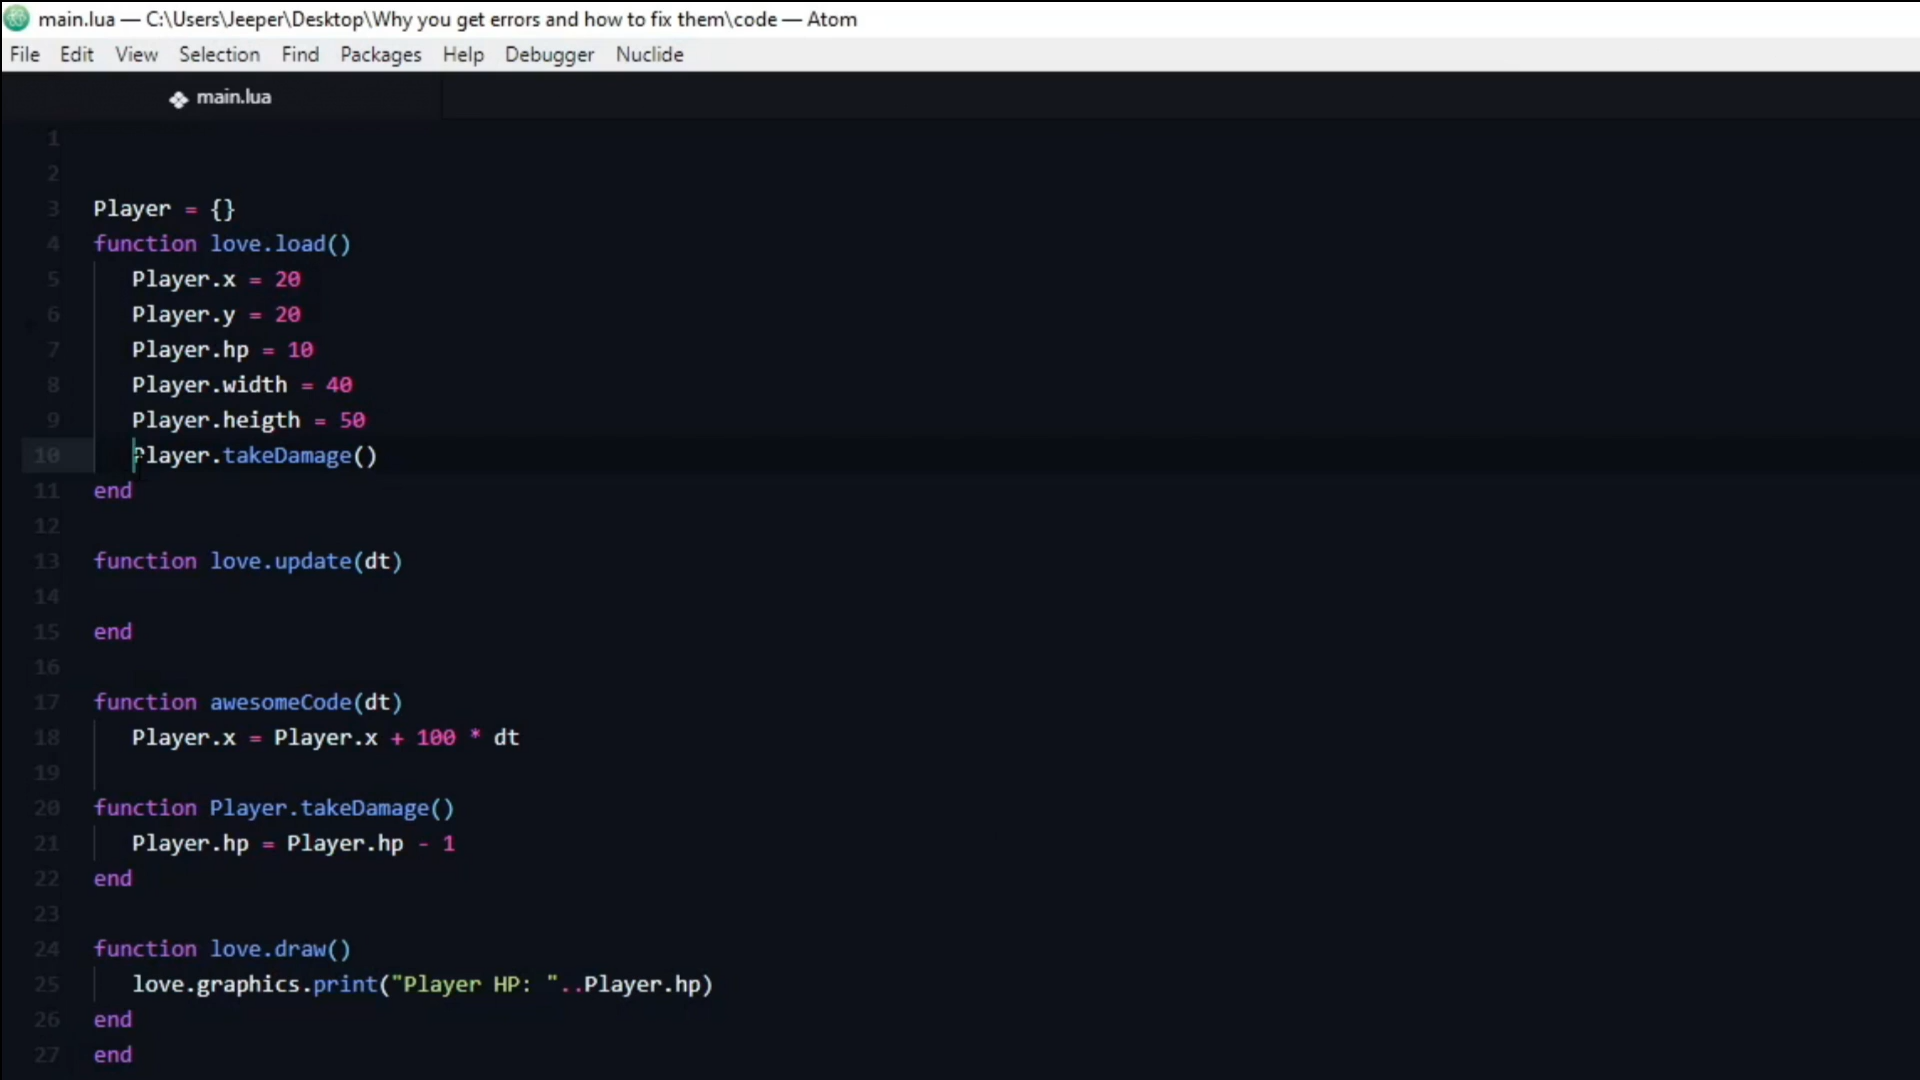 main.lua — C:\Users\Jeeper\Desktop\Why you get errors and how to fix them\code — Atom
File Edit View Selection Find Packages Help Debugger Nuclide
main.lua
1
2
3 Player = {}
4 function love.load()
5 Player.x = 20
6 Player.y = 20
7 Player.hp = 10
8 Player.width = 40
9 Player.heigth = 50
10 Player.takeDamage()
11 end
12
13 function love.update(dt)
14
15 end
16
17 function awesomeCode(dt)
18 Player.x = Player.x + 100 * dt
19
20 function Player.takeDamage()
21 Player.hp = Player.hp - 1
22 end
23
24 function love.draw()
25 love.graphics.print("Player HP: "..Player.hp)
26 end
27 end